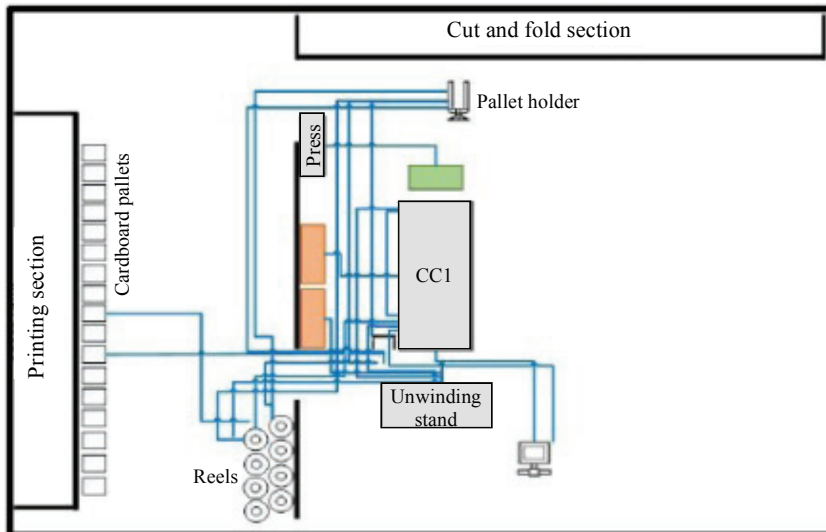 Cut and fold section
Pallet holder
Press
Cardboard pallets
Printing section
CC1
Unwinding
stand
Reels